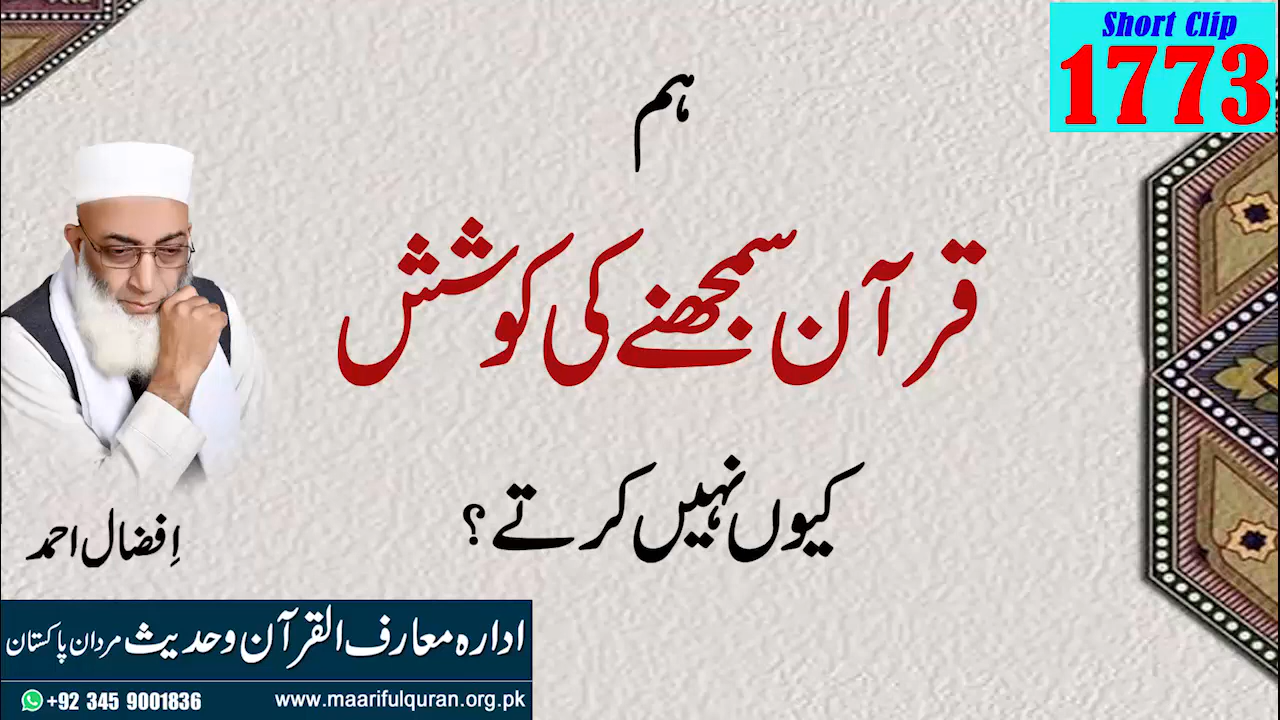 Short Clip
1773
ہم
قرآن سمجھنے کی کوشش
کیوں نہیں کرتے؟
اِفضال احمد
ادارہ معارف القرآن وحدیث مردان پاکستان
+92 345 9001836
www.maarifulquran.org.pk